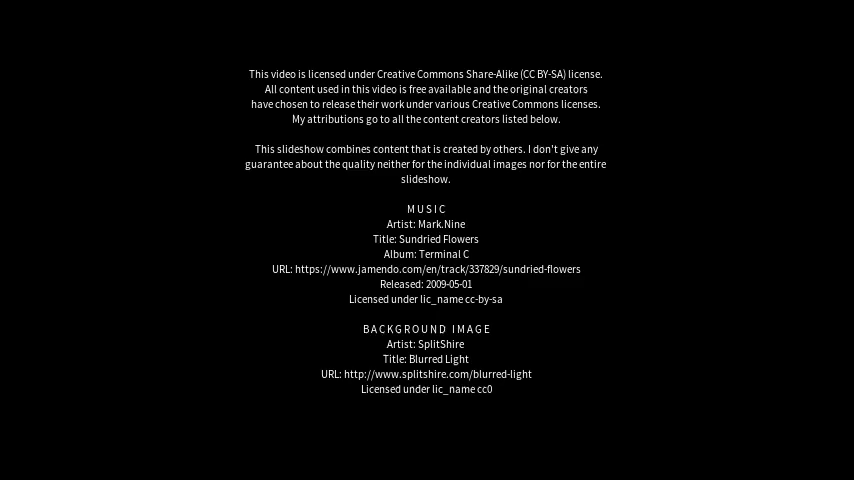 This video is licensed under Creative Commons Share-Alike (CC BY-SA) license.
All content used in this video is free available and the original creators
have chosen to release their work under various Creative Commons licenses.
My attributions go to all the content creators listed below.
This slideshow combines content that is created by others. I don't give any
guarantee about the quality neither for the individual images nor for the entire
slideshow.
MUSIC
Artist: Mark.Nine
Title: Sundried Flowers
Album: Terminal C
URL: https://www.jamendo.com/en/track/337829/sundried-flowers
Released: 2009-05-01
Licensed under lic_name cc-by-sa
BACKGROUND IMAGE
Artist: SplitShire
Title: Blurred Light
URL: http://www.splitshire.com/blurred-light
Licensed under lic_name cc0